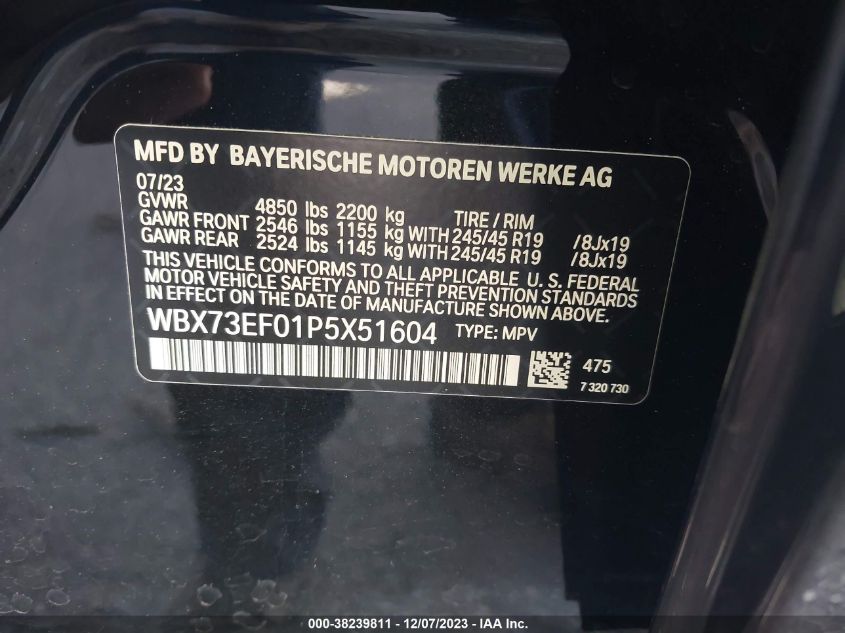 MFD BY BAYERISCHE MOTOREN WERKE AG
07/23
GVWR 4850 lbs 2200 kg TIRE / RIM
GAWR FRONT 2546 lbs 1155 kg WITH 245/45 R19 /8Jx19
GAWR REAR 2524 lbs 1145 kg WITH 245/45 R19 /8Jx19
THIS VEHICLE CONFORMS TO ALL APPLICABLE U. S. FEDERAL
MOTOR VEHICLE SAFETY AND THEFT PREVENTION STANDARDS
IN EFFECT ON THE DATE OF MANUFACTURE SHOWN ABOVE.
WBX73EF01P5X51604 TYPE: MPV
475
7 320 730
000-38239811 - 12/07/2023 - IAA Inc.